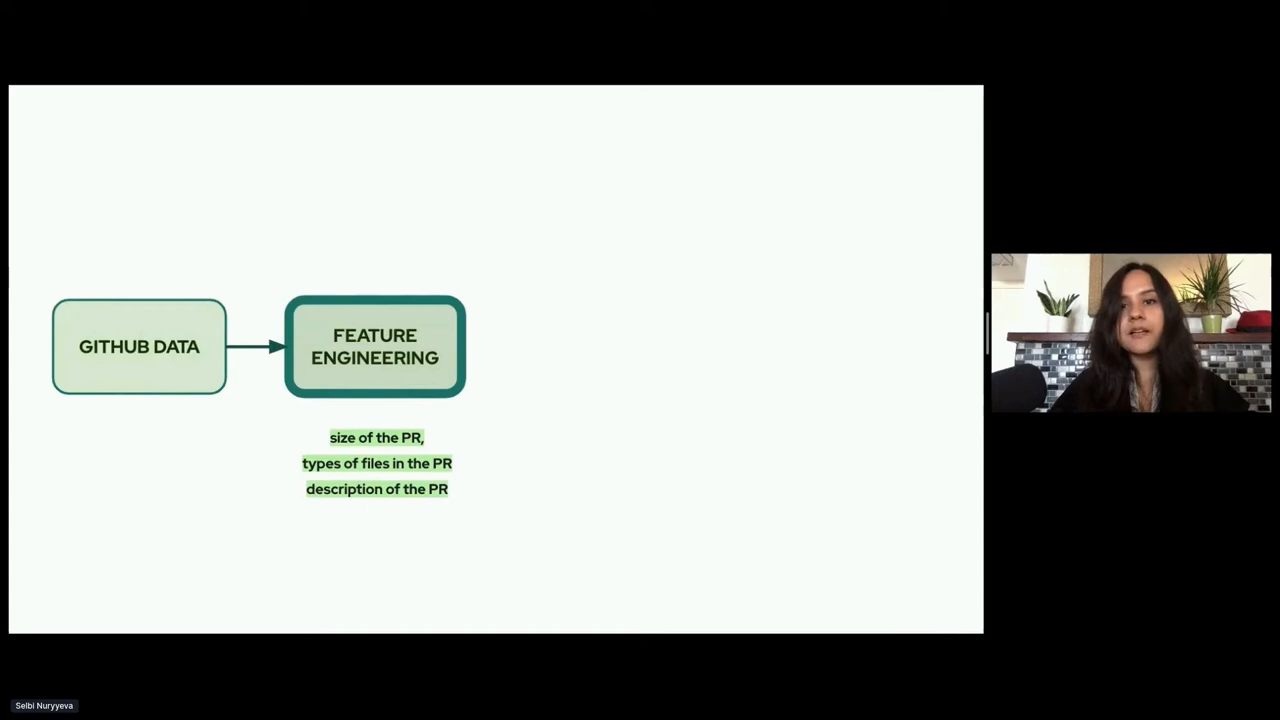 GITHUB DATA
FEATURE
ENGINEERING
size of the PR,
types of files in the PR
description of the PR
Selbi Nuryyeva